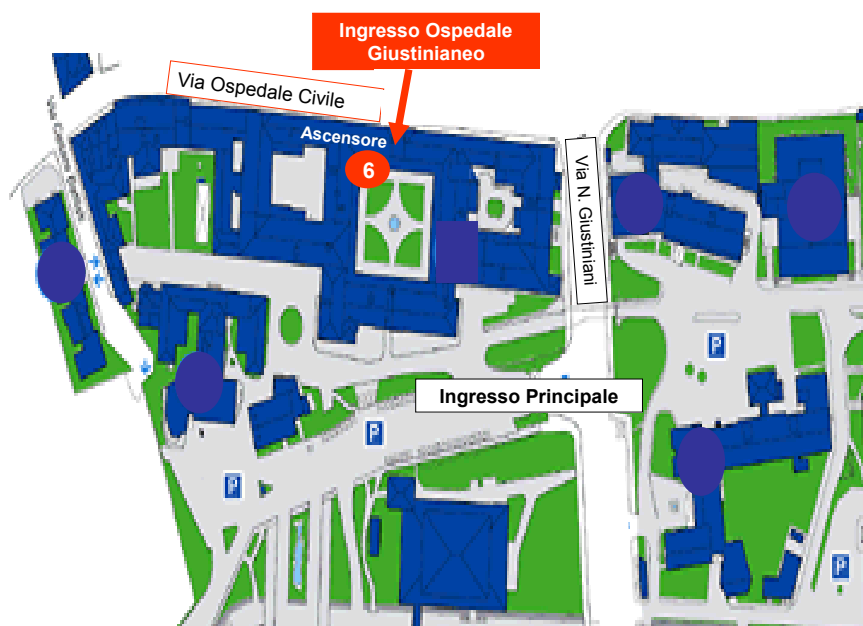 Ingresso Ospedale
Giustinianeo
Via Ospedale Civile
Ascensore
6
Via N. Giustiniani
Ingresso Principale
P
P
P
P